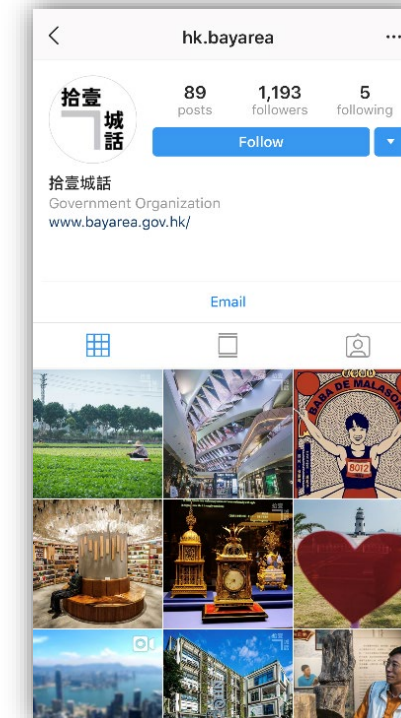 hk.bayarea
拾壹
城
話
89
posts
1,193
followers
5
following
Follow
拾壹城話
Government Organization
www.bayarea.gov.hk/
Email
BABA DE MALASON
8012